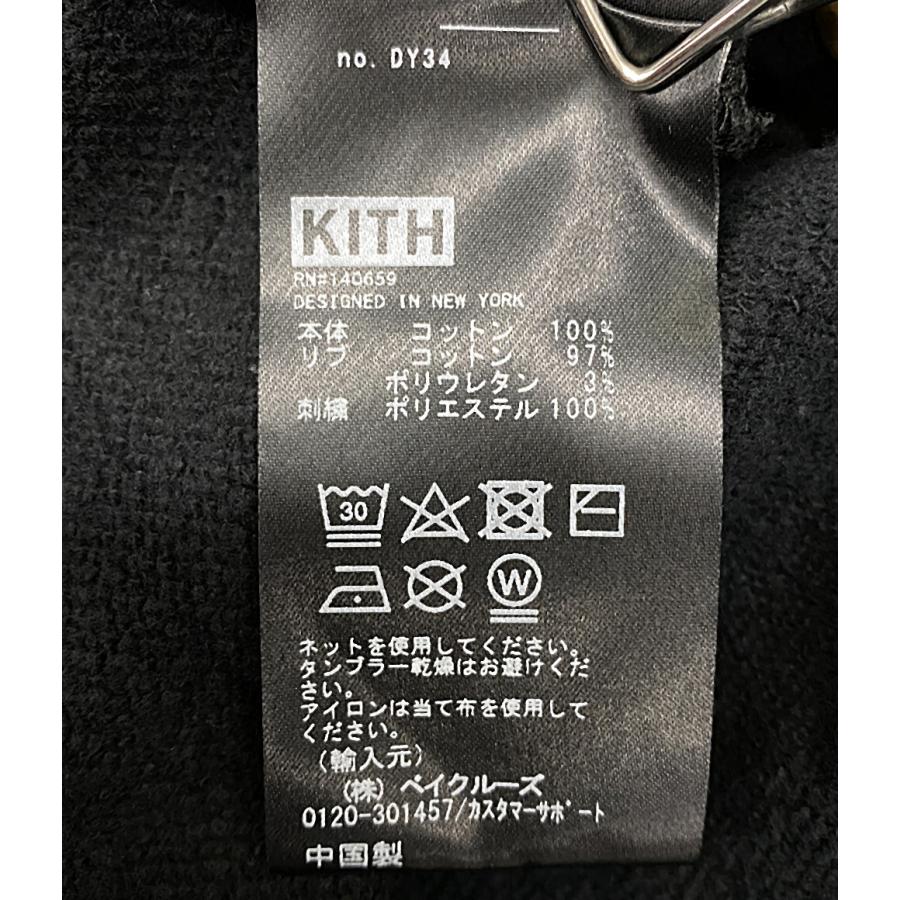 no. DY34
KITH
RN#140659
DESIGNED IN NEW YORK
本体 コットン 100%
リブ コットン 97%
ポリウレタン 3%
刺繍 ポリエステル 100%
30
W
ネットを使用してください。
タンブラー乾燥はお避けくだ
さい。
アイロンは当て布を使用して
ください。
(輸入元)
(株) ベイクルーズ
0120-301457/カスタマーサポート
中国製